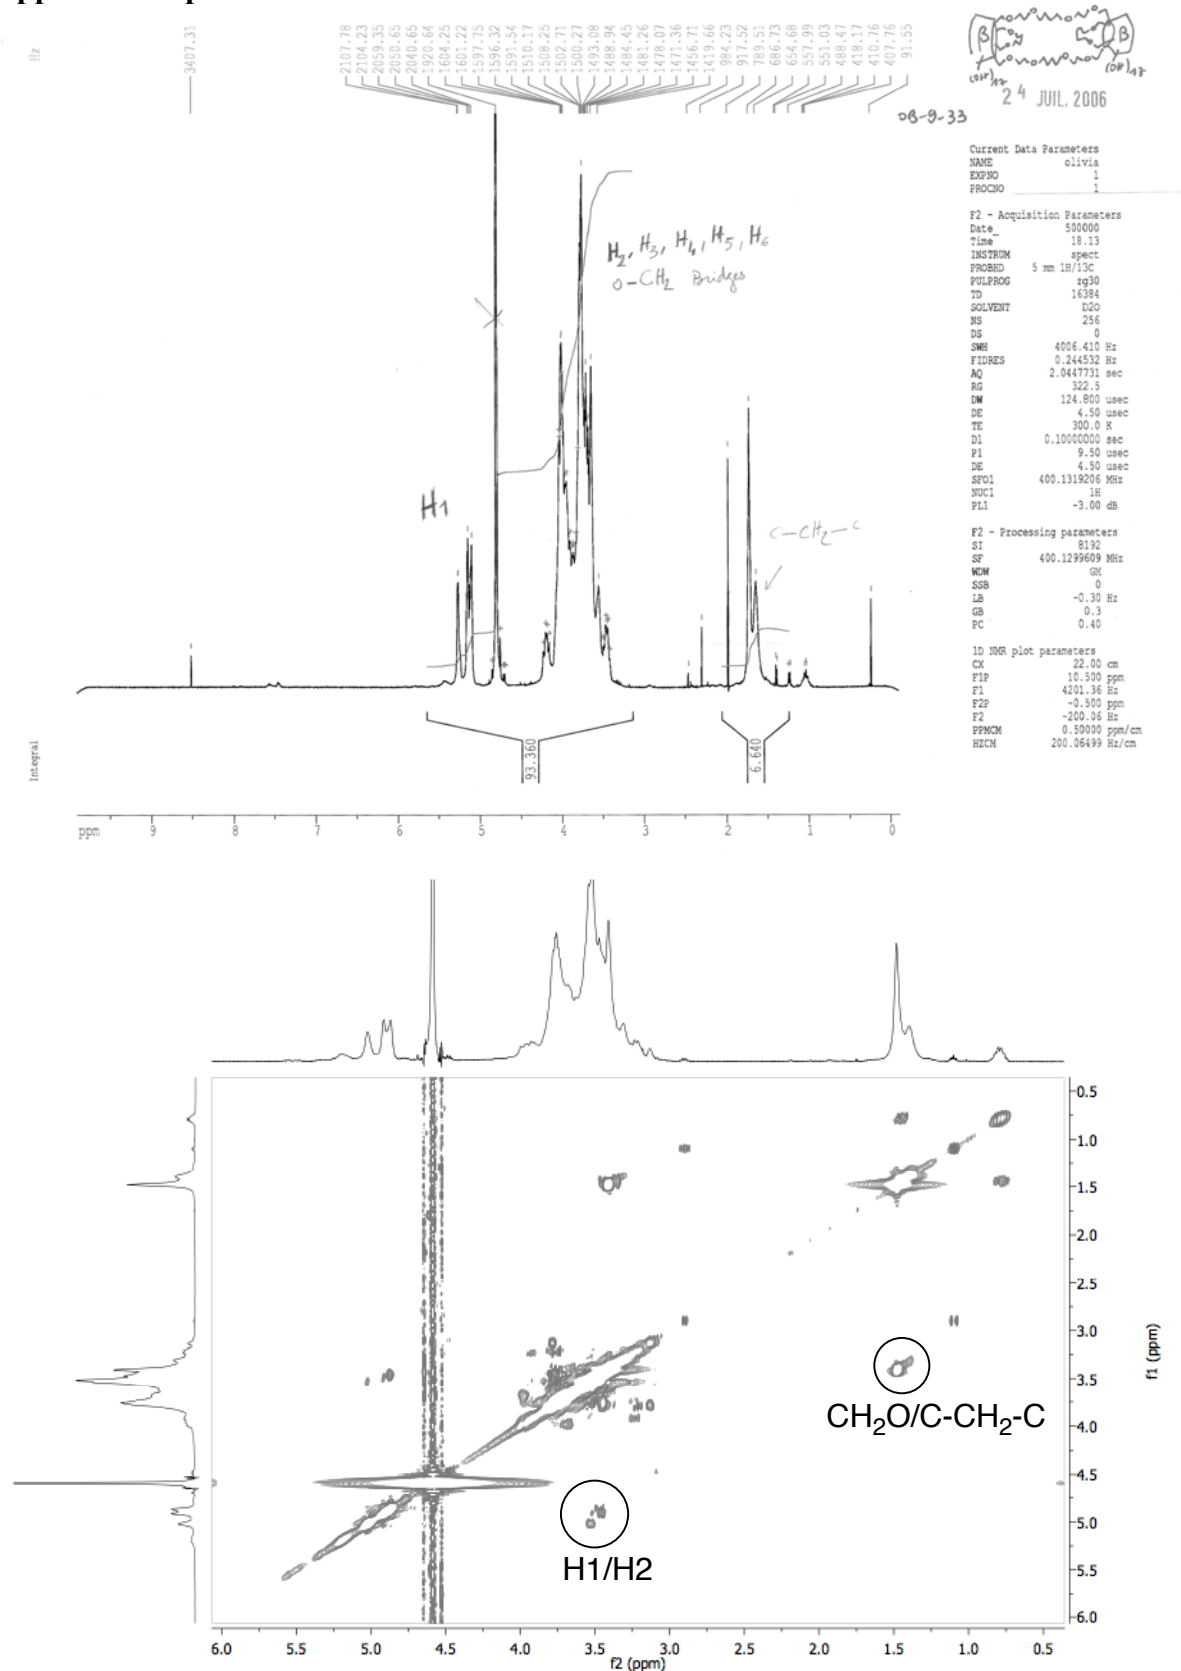 Hz
3407.31
2107.78
2104.23
2059.35
2050.65
2040.65
1920.64
1604.25
1601.22
1597.75
1596.32
1591.54
1510.17
1508.25
1502.71
1500.27
1493.08
1488.94
1484.45
1481.26
1478.07
1471.36
1456.71
1419.66
984.23
917.52
789.51
686.73
654.68
557.99
551.03
488.47
418.17
410.76
407.76
91.55
β
β
(OH)17
(OH)17
24 JUIL. 2006
OB-9-33
Current Data Parameters
NAME olivia
EXPNO 1
PROCNO 1
F2 - Acquisition Parameters
Date_ 500000
Time 18.13
INSTRUM spect
PROBHD 5 mm 1H/13C
PULPROG zg30
TD 16384
SOLVENT D2O
NS 256
DS 0
SWH 4006.410 Hz
FIDRES 0.244532 Hz
AQ 2.0447731 sec
RG 322.5
DW 124.800 usec
DE 4.50 usec
TE 300.0 K
D1 0.10000000 sec
P1 9.50 usec
DE 4.50 usec
SFO1 400.1319206 MHz
NUC1 1H
PL1 -3.00 dB
F2 - Processing parameters
SI 8192
SF 400.1299609 MHz
WDW GM
SSB 0
LB -0.30 Hz
GB 0.3
PC 0.40
1D NMR plot parameters
CX 22.00 cm
F1P 10.500 ppm
F1 4201.36 Hz
F2P -0.500 ppm
F2 -200.06 Hz
PPMCM 0.50000 ppm/cm
HZCM 200.06499 Hz/cm
H2, H3, H4, H5, H6
O-CH2 Bridges
H1
C-CH2-C
Integral
93.360
6.640
ppm 9 8 7 6 5 4 3 2 1 0
0.5
1.0
1.5
2.0
2.5
3.0
3.5
4.0
4.5
5.0
5.5
6.0
f1 (ppm)
CH2O/C-CH2-C
H1/H2
6.0 5.5 5.0 4.5 4.0 3.5 3.0 2.5 2.0 1.5 1.0 0.5
f2 (ppm)